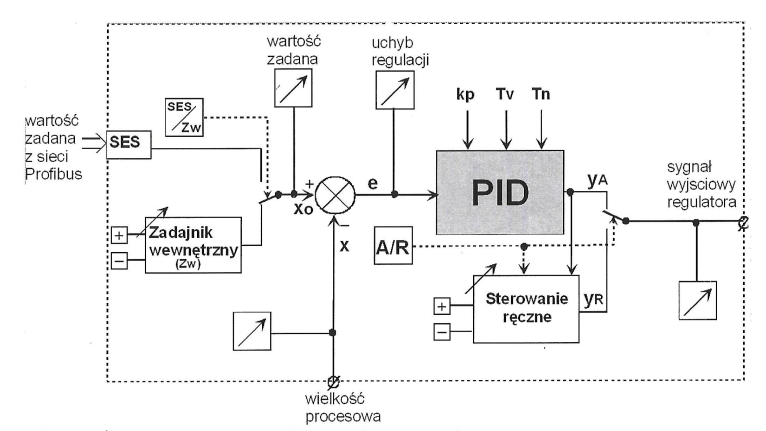 wartość
zadana
uchyb
regulacji
SES
Zw
kp Tv Tn
wartość
zadana
z sieci
Profibus
SES
PID
+
e
Xo
yA
sygnał
wyjsciowy
regulatora
−
x
A/R
+
−
Zadajnik
wewnętrzny
(Zw)
+
−
Sterowanie
ręczne
yR
wielkość
procesowa